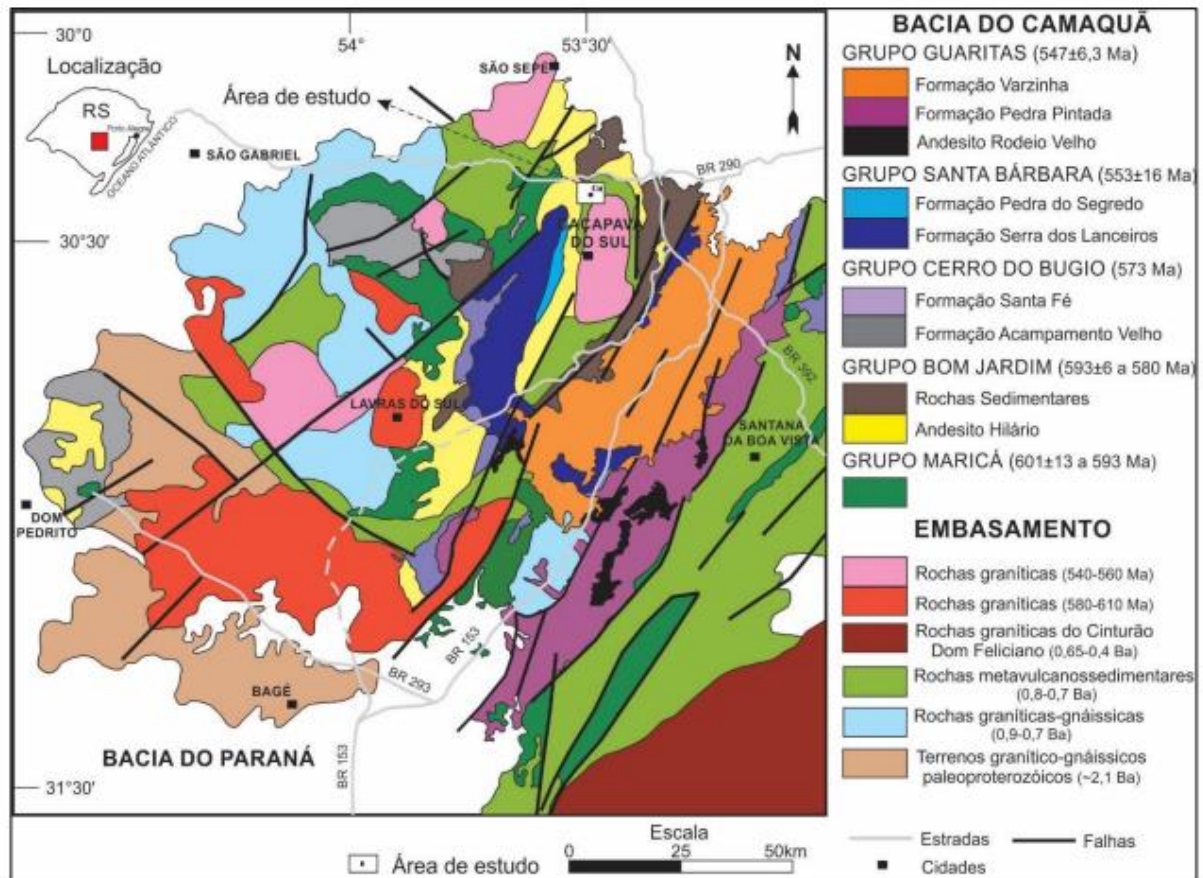 30°0'
54°
53°30'
Localização
RS
Porto Alegre
OCEANO ATLÂNTICO
Área de estudo
SÃO SEPÉ
N
SÃO GABRIEL
BR 290
30°30'
CAÇAPAVA
DO SUL
BR 392
LAVRAS DO SUL
SANTANA
DA BOA VISTA
DOM
PEDRITO
BR 153
BR 293
BAGÉ
BACIA DO PARANÁ
BR 153
31°30'
Escala
Área de estudo
0 25 50km
BACIA DO CAMAQUÃ
GRUPO GUARITAS (547±6,3 Ma)
Formação Varzinha
Formação Pedra Pintada
Andesito Rodeio Velho
GRUPO SANTA BÁRBARA (553±16 Ma)
Formação Pedra do Segredo
Formação Serra dos Lanceiros
GRUPO CERRO DO BUGIO (573 Ma)
Formação Santa Fé
Formação Acampamento Velho
GRUPO BOM JARDIM (593±6 a 580 Ma)
Rochas Sedimentares
Andesito Hilário
GRUPO MARICÁ (601±13 a 593 Ma)
EMBASAMENTO
Rochas graníticas (540-560 Ma)
Rochas graníticas (580-610 Ma)
Rochas graníticas do Cinturão
Dom Feliciano (0,65-0,4 Ba)
Rochas metavulcanossedimentares
(0,8-0,7 Ba)
Rochas graníticas-gnáissicas
(0,9-0,7 Ba)
Terrenos granítico-gnáissicos
paleoproterozóicos (~2,1 Ba)
Estradas
Falhas
Cidades